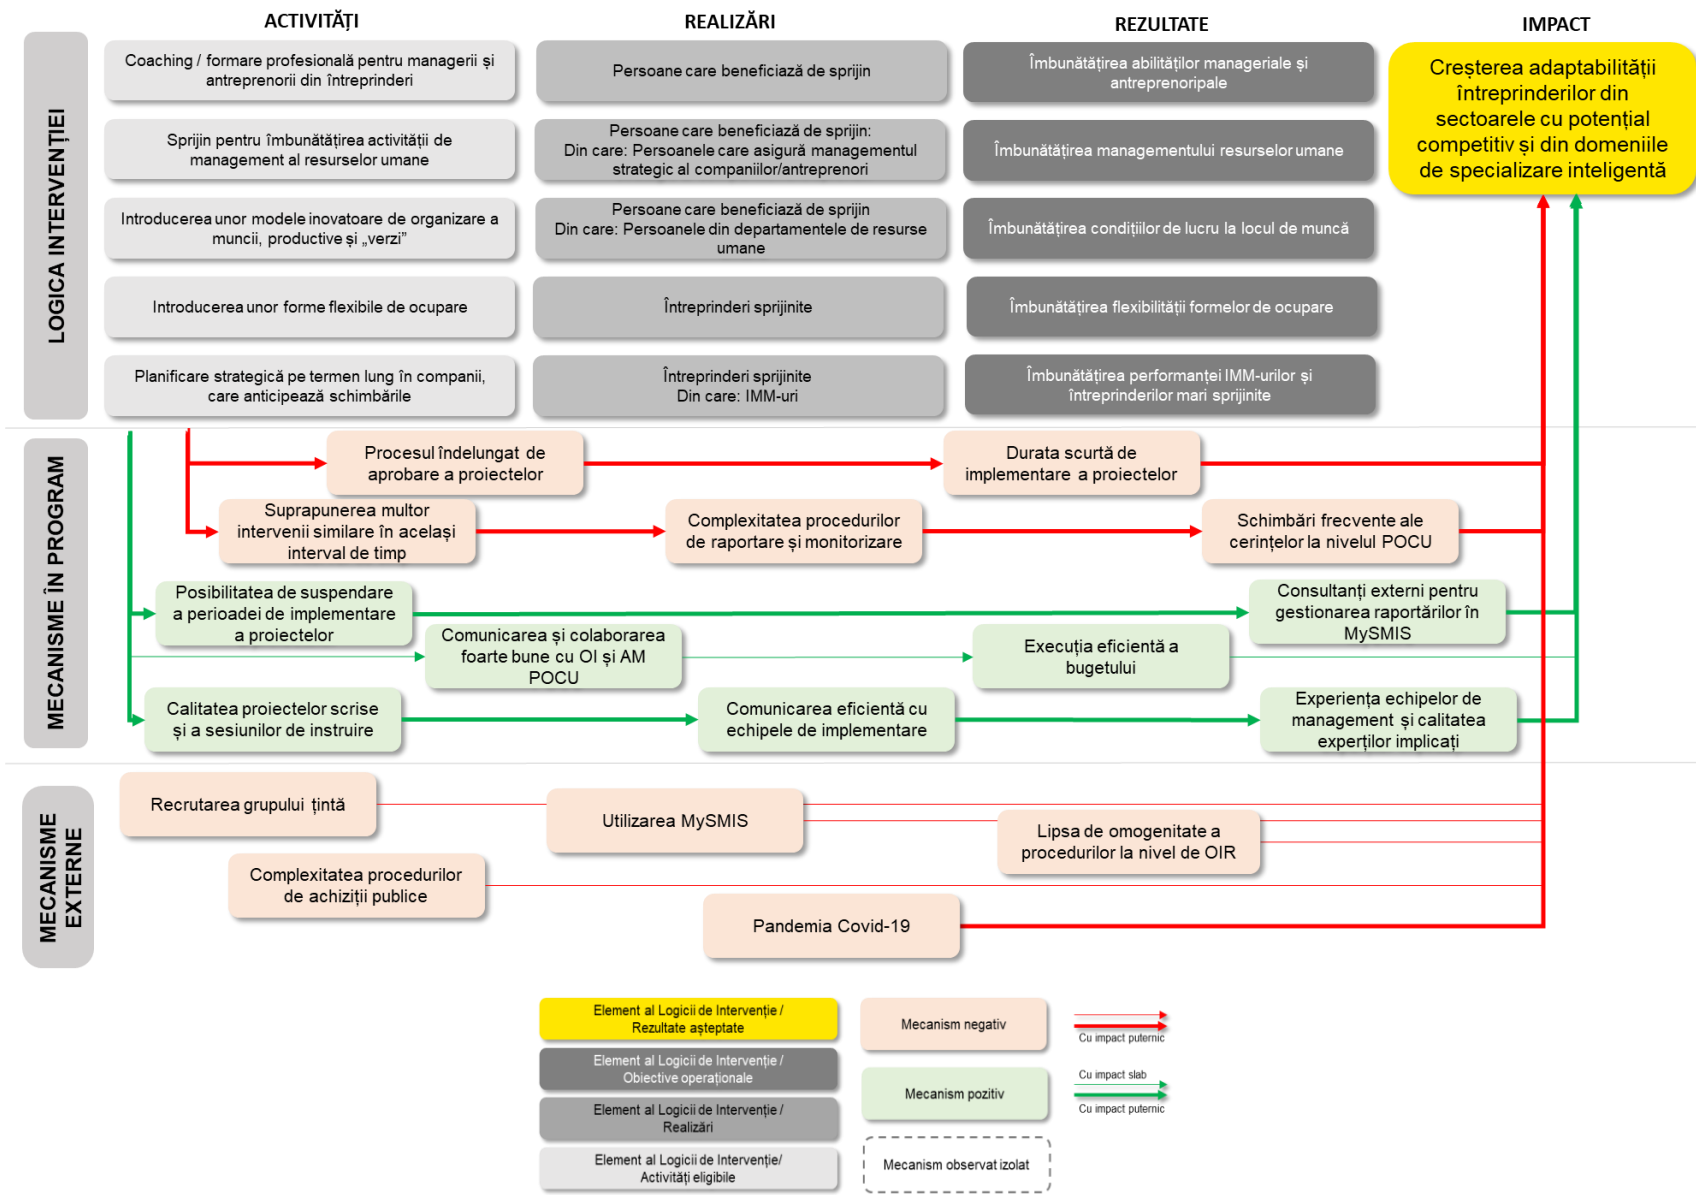 ACTIVITĂȚI
REALIZĂRI
REZULTATE
IMPACT
LOGICA INTERVENȚIEI
Coaching / formare profesională pentru managerii și
antreprenorii din întreprinderi
Persoane care beneficiază de sprijin
Îmbunătățirea abilităților manageriale și
antreprenoripale
Creșterea adaptabilității
întreprinderilor din
sectoarele cu potențial
competitiv și din domeniile
de specializare inteligentă
Sprijin pentru îmbunătățirea activității de
management al resurselor umane
Persoane care beneficiază de sprijin:
Din care: Persoanele care asigură managementul
strategic al companiilor/antreprenori
Îmbunătățirea managementului resurselor umane
Introducerea unor modele inovatoare de organizare a
muncii, productive și „verzi”
Persoane care beneficiază de sprijin
Din care: Persoanele din departamentele de resurse
umane
Îmbunătățirea condițiilor de lucru la locul de muncă
Introducerea unor forme flexibile de ocupare
Întreprinderi sprijinite
Îmbunătățirea flexibilității formelor de ocupare
Planificare strategică pe termen lung în companii,
care anticipează schimbările
Întreprinderi sprijinite
Din care: IMM-uri
Îmbunătățirea performanței IMM-urilor și
întreprinderilor mari sprijinite
MECANISME ÎN PROGRAM
Procesul îndelungat de
aprobare a proiectelor
Durata scurtă de
implementare a proiectelor
Suprapunerea multor
intervenii similare în același
interval de timp
Complexitatea procedurilor
de raportare și monitorizare
Schimbări frecvente ale
cerințelor la nivelul POCU
Posibilitatea de suspendare
a perioadei de implementare
a proiectelor
Consultanți externi pentru
gestionarea raportărilor în
MySMIS
Comunicarea și colaborarea
foarte bune cu OI și AM
POCU
Execuția eficientă a
bugetului
Calitatea proiectelor scrise
și a sesiunilor de instruire
Comunicarea eficientă cu
echipele de implementare
Experiența echipelor de
management și calitatea
experților implicați
MECANISME
EXTERNE
Recrutarea grupului țintă
Utilizarea MySMIS
Lipsa de omogenitate a
procedurilor la nivel de OIR
Complexitatea procedurilor
de achiziții publice
Pandemia Covid-19
Element al Logicii de Intervenție /
Rezultate așteptate
Mecanism negativ
Cu impact puternic
Element al Logicii de Intervenție /
Obiective operaționale
Mecanism pozitiv
Cu impact slab
Cu impact puternic
Element al Logicii de Intervenție /
Realizări
Element al Logicii de Intervenție/
Activități eligibile
Mecanism observat izolat